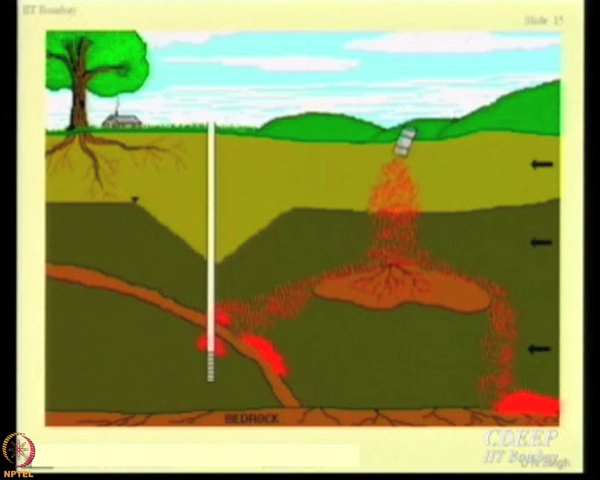 IIT Bombay
Slide 15
BEDROCK
CDEEP
IIT Bombay
NPTEL